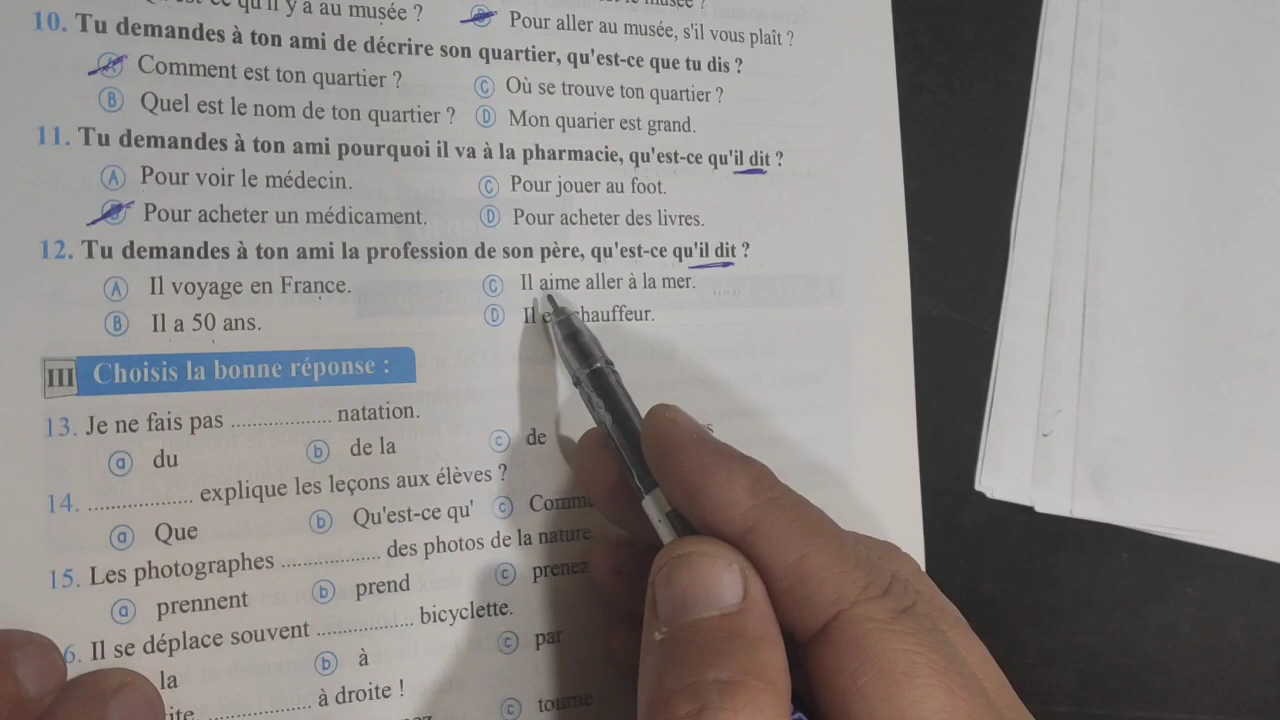 qu'il y a au musée ? Pour aller au musée, s'il vous plaît ?
10. Tu demandes à ton ami de décrire son quartier, qu'est-ce que tu dis ?
A Comment est ton quartier ? C Où se trouve ton quartier ?
B Quel est le nom de ton quartier ? D Mon quarier est grand.
11. Tu demandes à ton ami pourquoi il va à la pharmacie, qu'est-ce qu'il dit ?
A Pour voir le médecin. C Pour jouer au foot.
Pour acheter un médicament. D Pour acheter des livres.
12. Tu demandes à ton ami la profession de son père, qu'est-ce qu'il dit ?
A Il voyage en France. C Il aime aller à la mer.
B Il a 50 ans. D Il chauffeur.
III Choisis la bonne réponse :
13. Je ne fais pas .................. natation.
a du b de la c de
14. .................. explique les leçons aux élèves ?
a Que b Qu'est-ce qu' c
15. Les photographes .................. des photos de la nature.
a prennent b prend c prenez
6. Il se déplace souvent .................. bicyclette.
la b à c par
.................. à droite !
c tourne